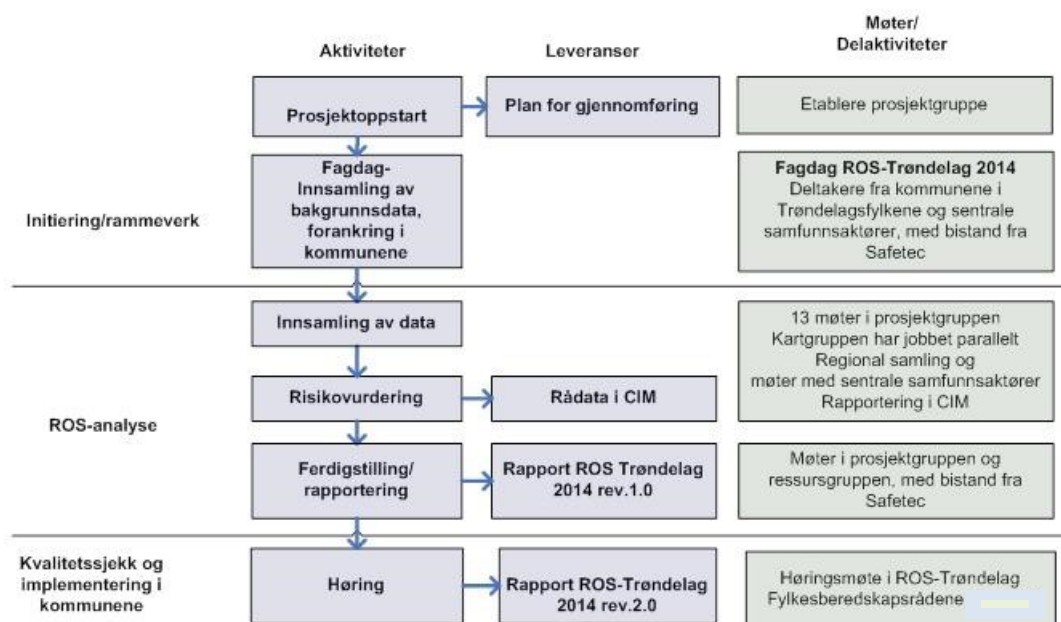 Aktiviteter
Leveranser
Møter/
Delaktiviteter
Initiering/rammeverk
Prosjektoppstart
Plan for gjennomføring
Etablere prosjektgruppe
Fagdag-
Innsamling av
bakgrunnsdata,
forankring i
kommunene
Fagdag ROS-Trøndelag 2014
Deltakere fra kommunene i
Trøndelagsfylkene og sentrale
samfunnsaktører, med bistand fra
Safetec
ROS-analyse
Innsamling av data
13 møter i prosjektgruppen
Kartgruppen har jobbet parallelt
Regional samling og
møter med sentrale samfunnsaktører
Rapportering i CIM
Risikovurdering
Rådata i CIM
Ferdigstilling/
rapportering
Rapport ROS Trøndelag
2014 rev.1.0
Møter i prosjektgruppen og
ressursgruppen, med bistand fra
Safetec
Kvalitetssjekk og
implementering i
kommunene
Høring
Rapport ROS-Trøndelag
2014 rev.2.0
Høringsmøte i ROS-Trøndelag
Fylkesberedskapsrådene